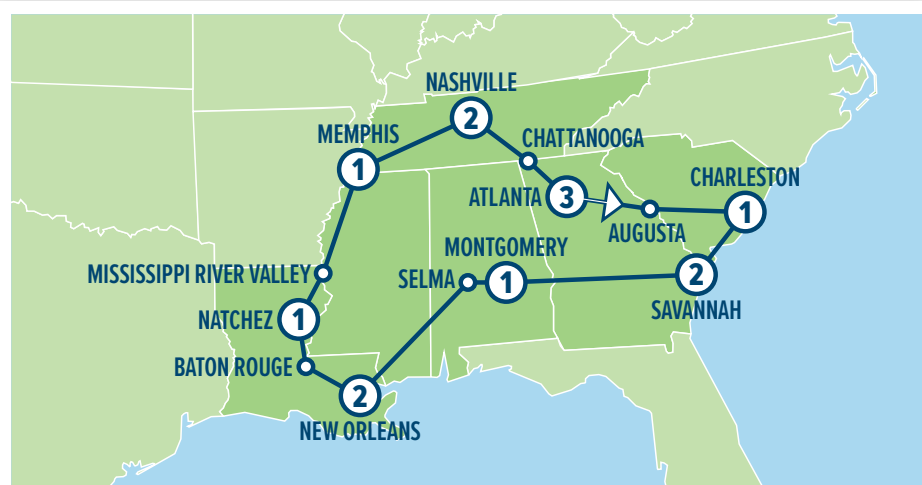 NASHVILLE
2
MEMPHIS
1
CHATTANOOGA
ATLANTA
3
CHARLESTON
1
AUGUSTA
MONTGOMERY
1
SELMA
2
SAVANNAH
MISSISSIPPI RIVER VALLEY
NATCHEZ
1
BATON ROUGE
2
NEW ORLEANS